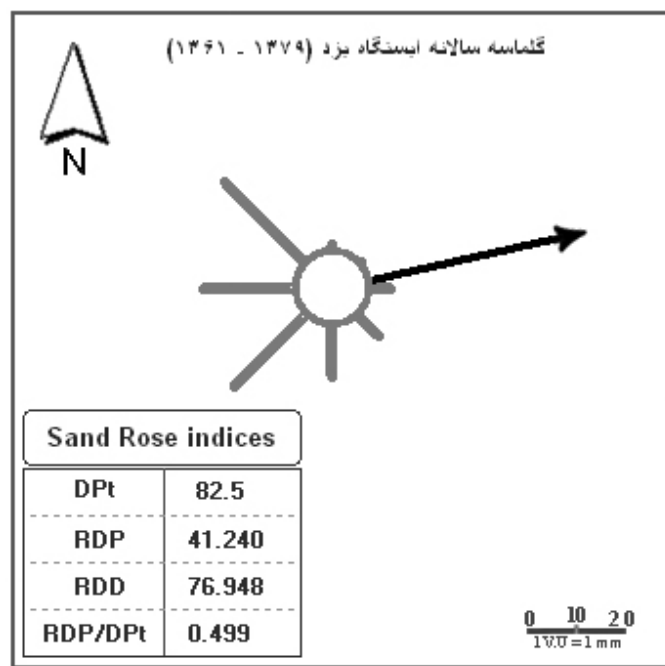 گلماسه سالانه ایستگاه یزد (۱۳۷۹ - ۱۳۶۱)
N
Sand Rose indices
DPt 82.5
RDP 41.240
RDD 76.948
RDP/DPt 0.499
0 10 20
1V.U=1mm